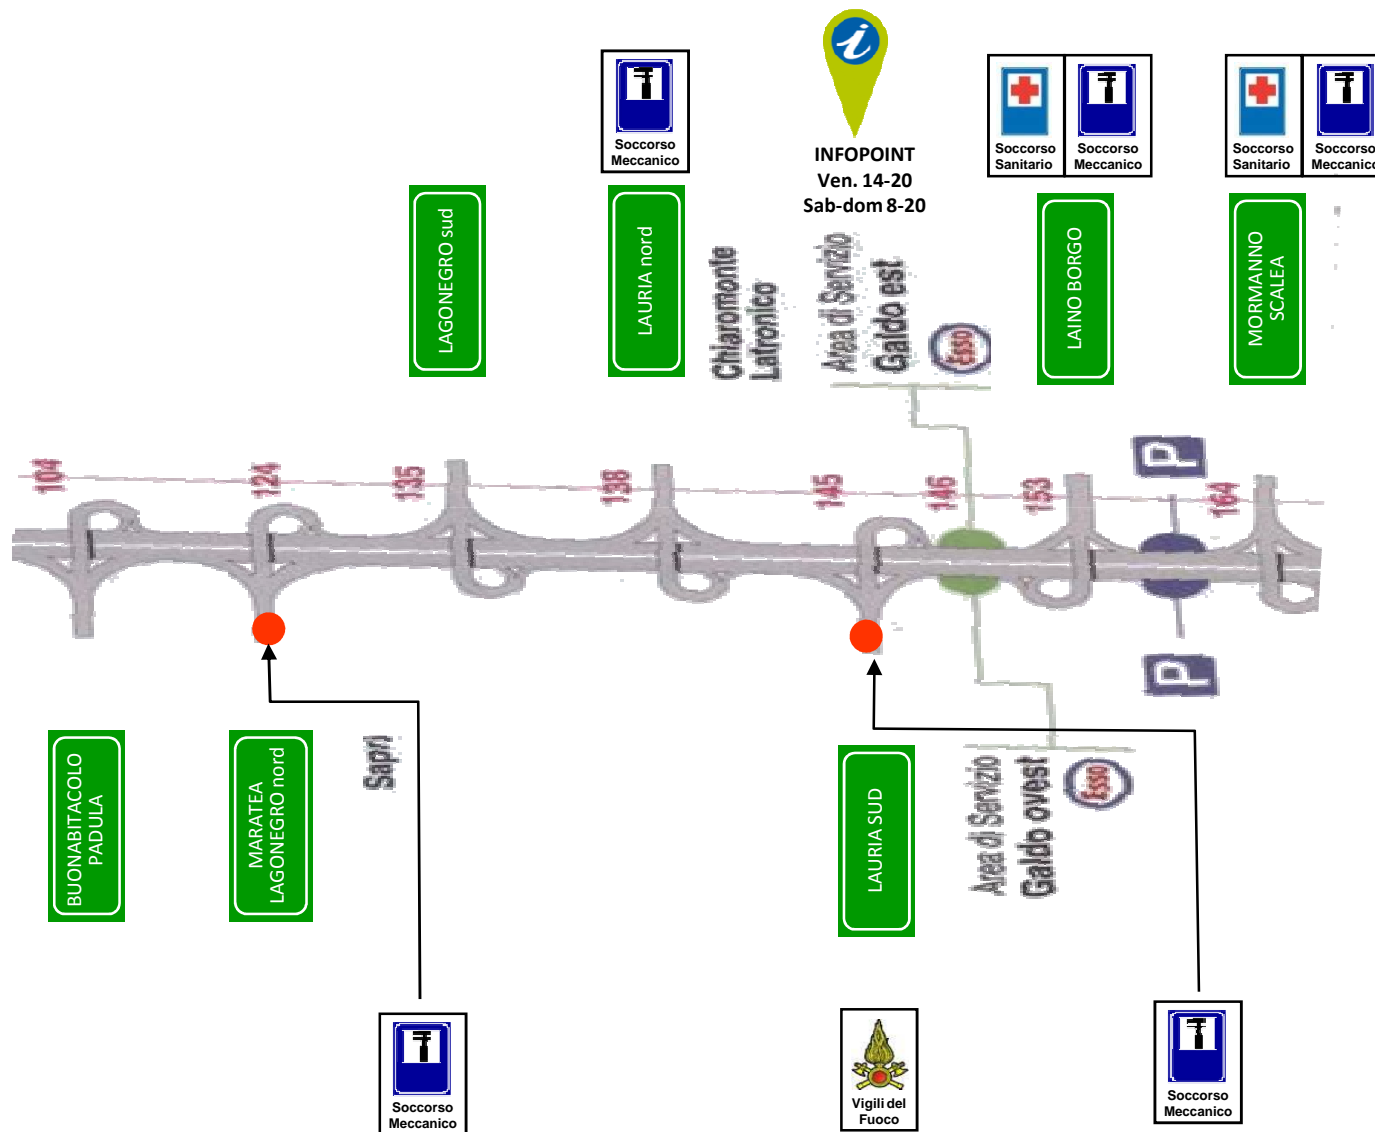 Soccorso
Meccanico
INFOPOINT
Ven. 14-20
Sab-dom 8-20
Soccorso
Sanitario
Soccorso
Meccanico
Soccorso
Sanitario
Soccorso
Meccanico
LAGONEGRO sud
LAURIA nord
Chiaromonte
Latronico
Area di Servizio
Galdo est
Esso
LAINO BORGO
MORMANNO
SCALEA
104
124
135
138
145
146
153
P
164
P
BUONABITACOLO
PADULA
MARATEA
LAGONEGRO nord
Sapri
LAURIA SUD
Area di Servizio
Galdo ovest
Esso
Soccorso
Meccanico
Vigili del
Fuoco
Soccorso
Meccanico